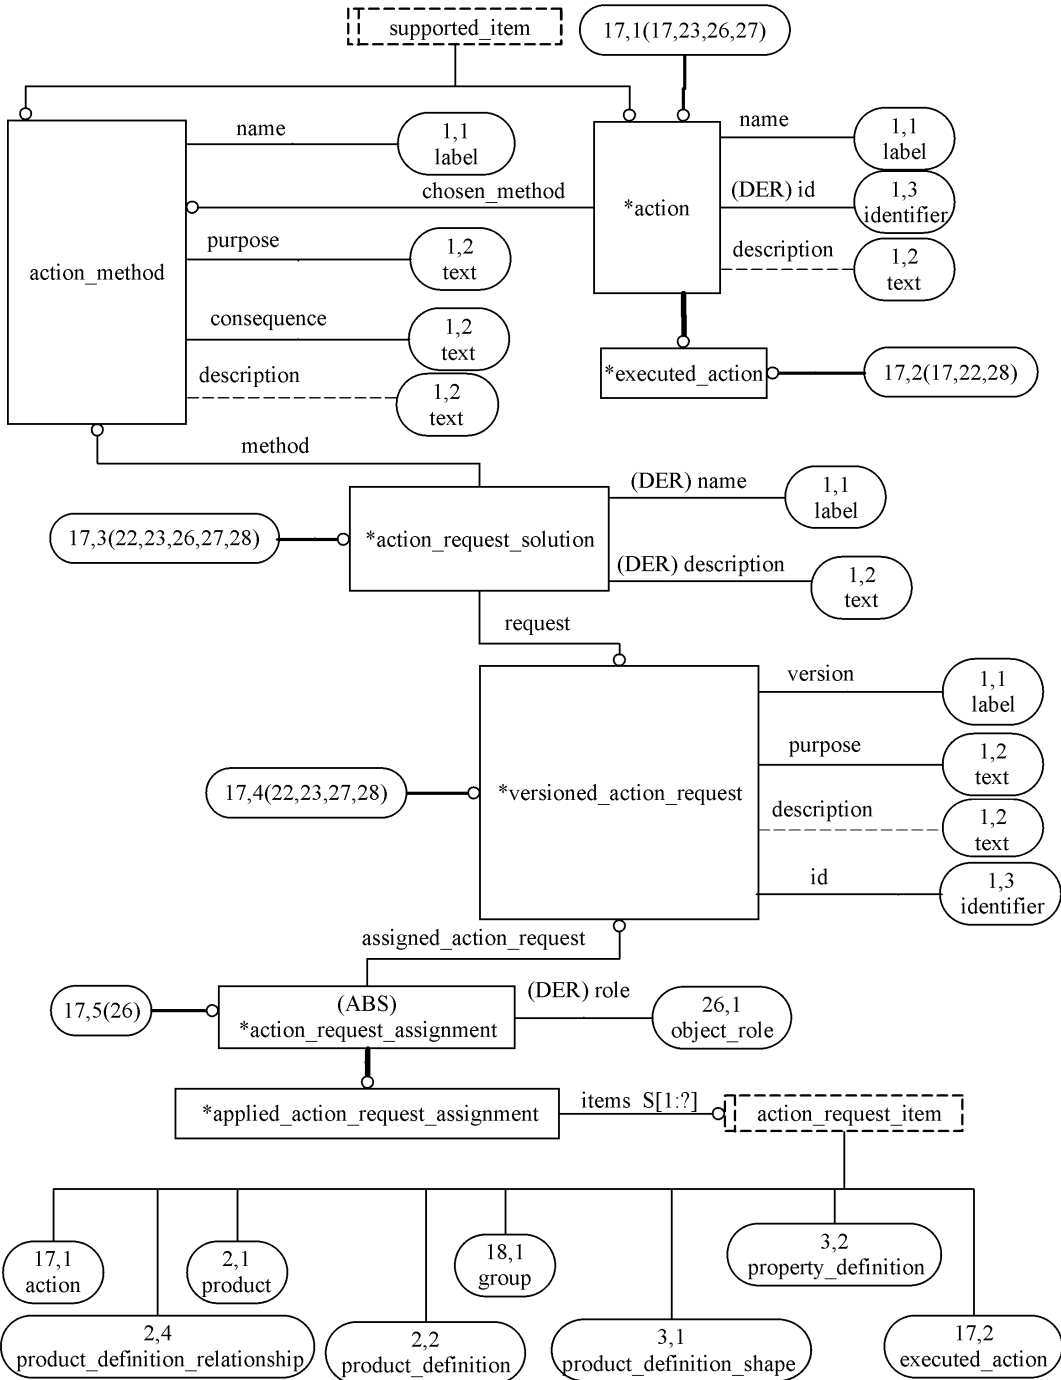 supported_item
17,1(17,23,26,27)
name
1,1
label
name
1,1
label
chosen_method
*action
(DER) id
1,3
identifier
action_method
purpose
1,2
text
description
1,2
text
consequence
1,2
text
*executed_action
17,2(17,22,28)
description
1,2
text
method
17,3(22,23,26,27,28)
*action_request_solution
(DER) name
1,1
label
(DER) description
1,2
text
request
version
1,1
label
17,4(22,23,27,28)
*versioned_action_request
purpose
1,2
text
description
1,2
text
id
1,3
identifier
assigned_action_request
17,5(26)
(ABS)
*action_request_assignment
(DER) role
26,1
object_role
*applied_action_request_assignment
items S[1:?]
action_request_item
17,1
action
2,1
product
18,1
group
3,2
property_definition
2,4
product_definition_relationship
2,2
product_definition
3,1
product_definition_shape
17,2
executed_action